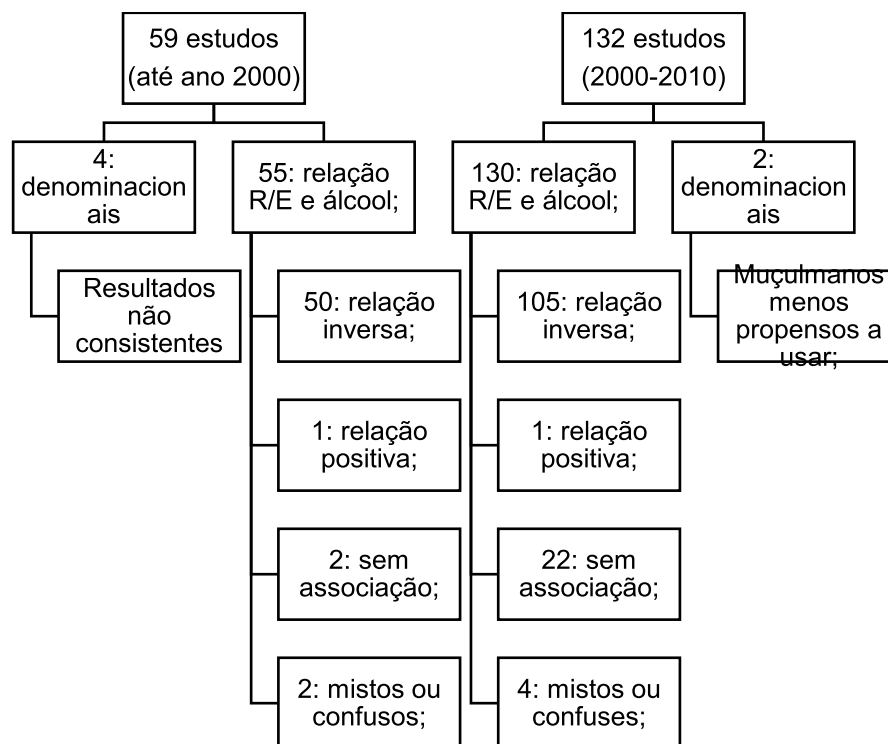 59 estudos
(até ano 2000)
132 estudos
(2000-2010)
4:
denominacion
ais
55: relação
R/E e álcool;
130: relação
R/E e álcool;
2:
denominacion
ais
Resultados
não
consistentes
50: relação
inversa;
105: relação
inversa;
Muçulmanos
menos
propensos a
usar;
1: relação
positiva;
1: relação
positiva;
2: sem
associação;
22: sem
associação;
2: mistos ou
confusos;
4: mistos ou
confuses;